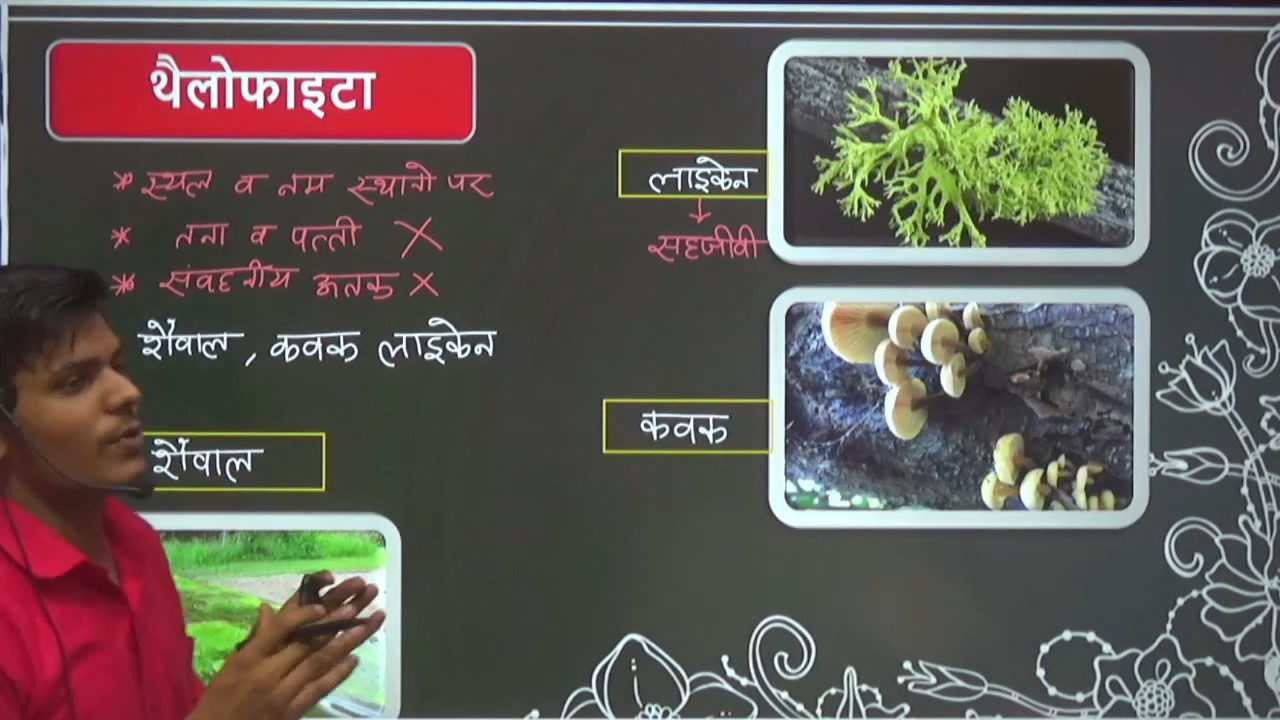 थैलोफाइटा
* स्थल व नम स्थानो पर
* तना व पत्ती ×
* संवहनीय ऊतक ×
शैवाल, कवक लाइकेन
शैवाल
लाइकेन
↓
सहजीवी
कवक